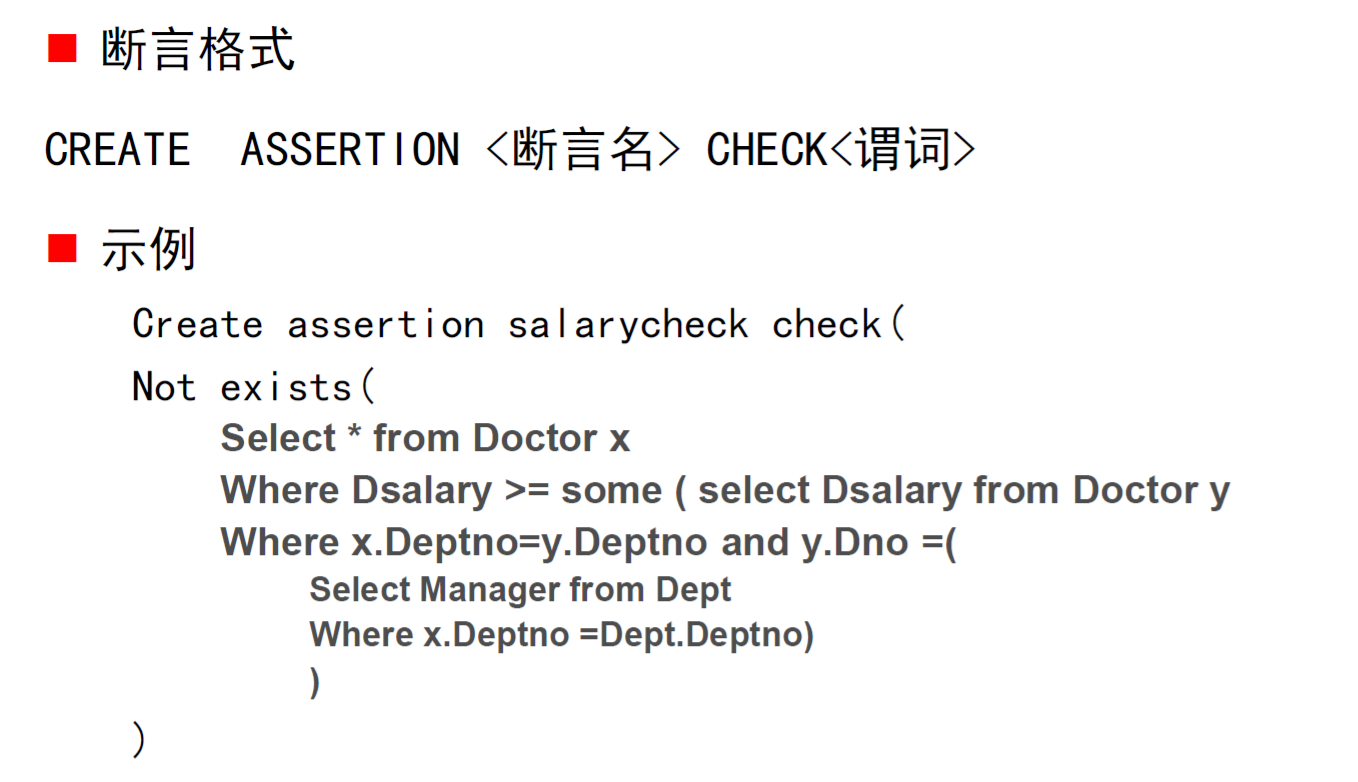 断言格式
CREATE ASSERTION <断言名> CHECK<谓词>
示例
Create assertion salarycheck check(
Not exists(
Select * from Doctor x
Where Dsalary >= some ( select Dsalary from Doctor y
Where x.Deptno=y.Deptno and y.Dno =(
Select Manager from Dept
Where x.Deptno =Dept.Deptno)
)
)